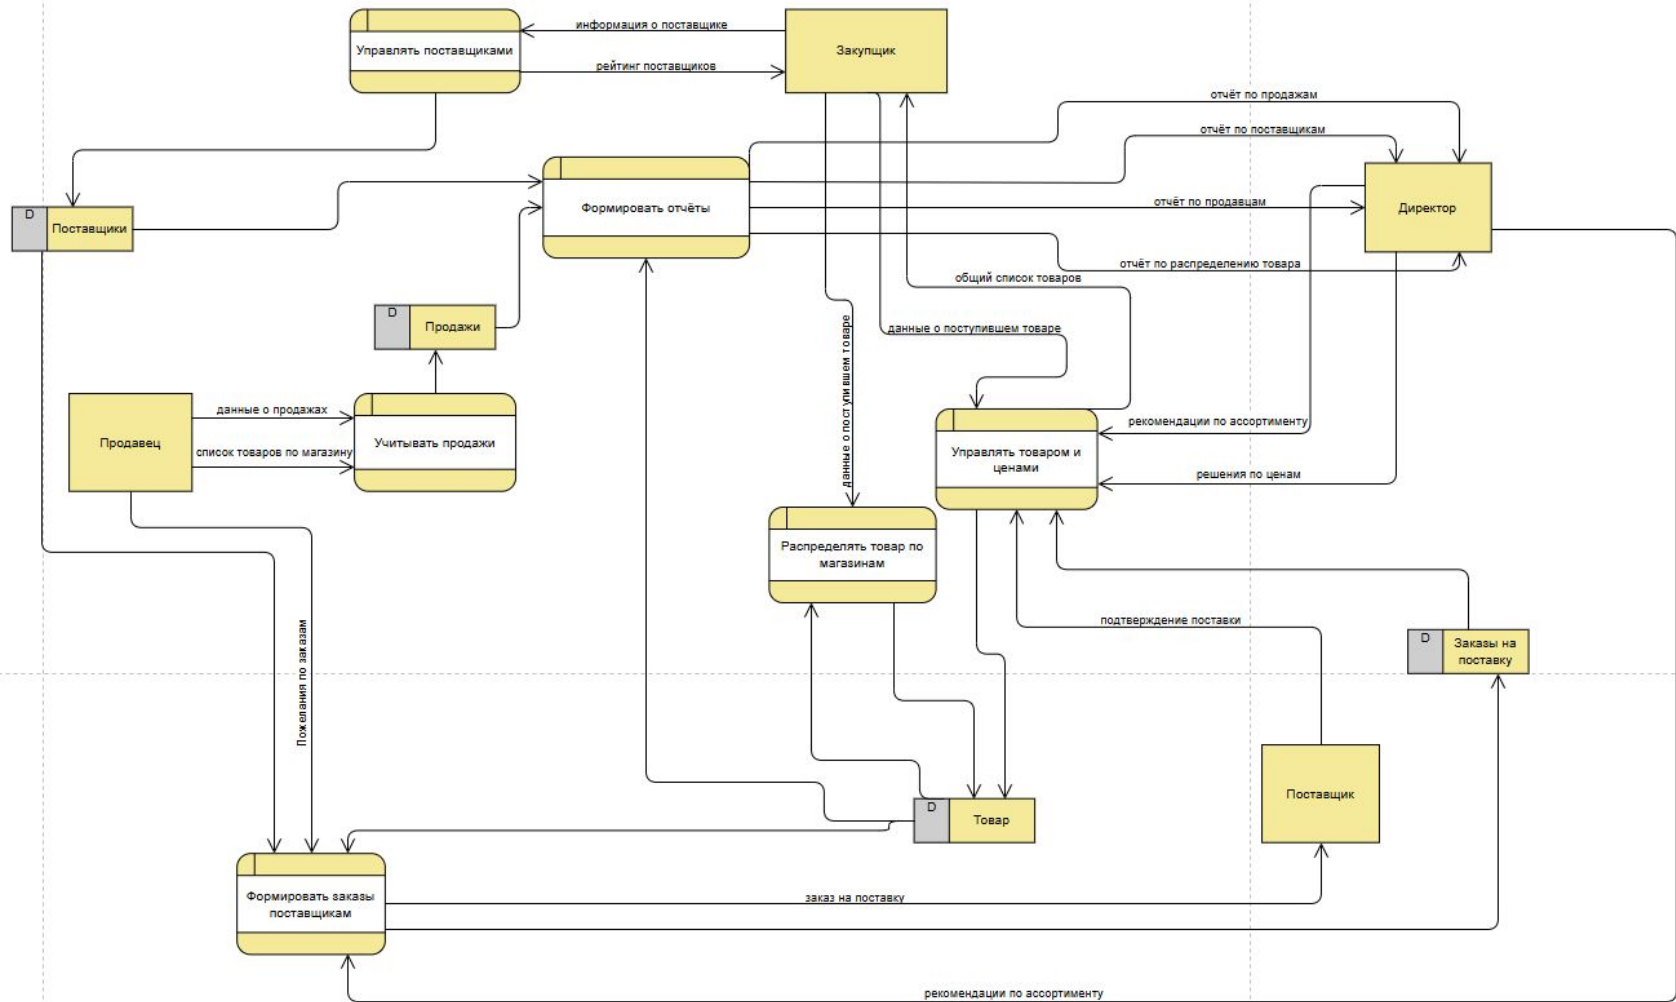 информация о поставщике
Управлять поставщиками
Закупщик
рейтинг поставщиков
отчёт по продажам
отчёт по поставщикам
Формировать отчёты
отчёт по продавцам
Директор
D
Поставщики
отчёт по распределению товара
общий список товаров
D
Продажи
данные о поступившем товаре
данные о поступившем товаре
данные о продажах
Продавец
Учитывать продажи
список товаров по магазину
рекомендации по ассортименту
Управлять товаром и
ценами
решения по ценам
Распределять товар по
магазинам
подтверждение поставки
D
Заказы на
поставку
Пожелания по заказам
Поставщик
D
Товар
Формировать заказы
поставщикам
заказ на поставку
рекомендации по ассортименту